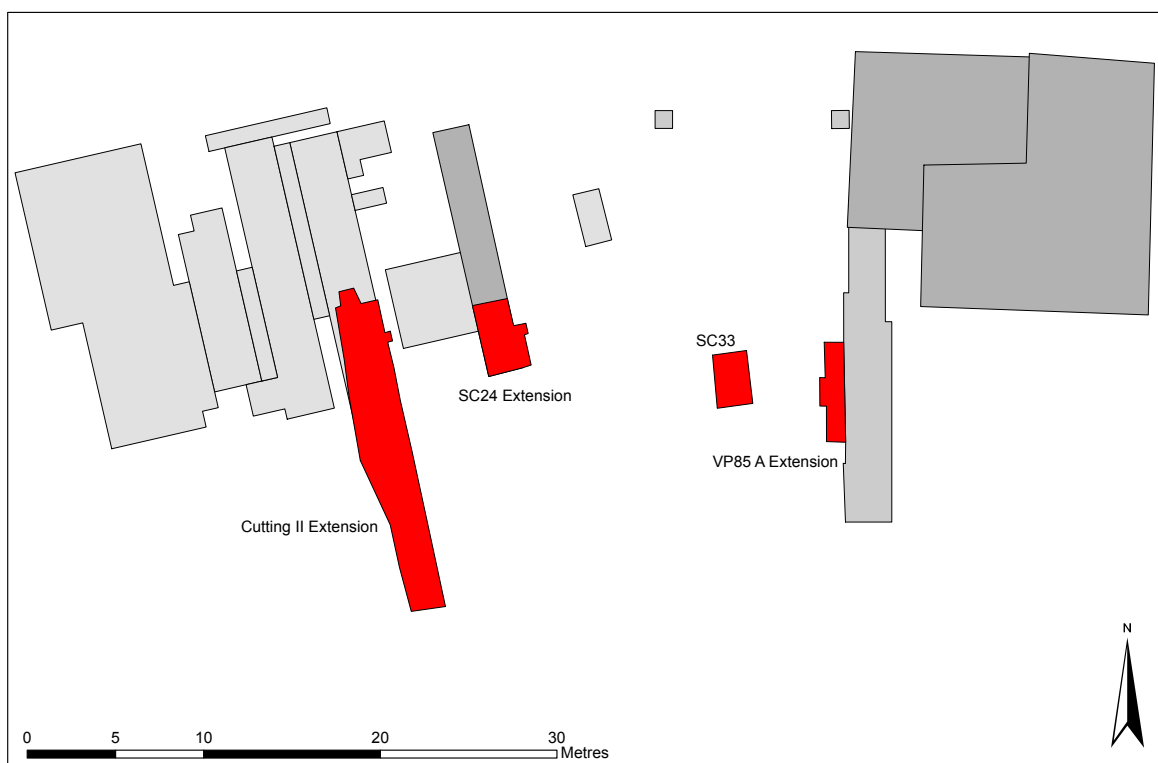 SC33
SC24 Extension
VP85 A Extension
Cutting II Extension
N
0 5 10 20 30
Metres